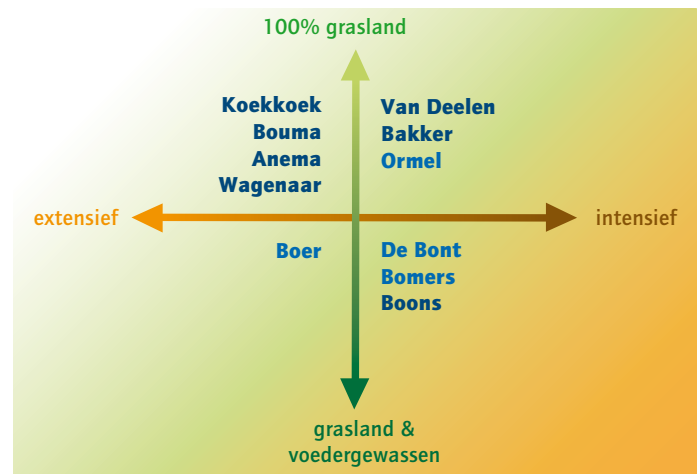 100% grasland
Koekkoek
Bouma
Anema
Wagenaar
Van Deelen
Bakker
Ormel
extensief
intensief
Boer
De Bont
Bomers
Boons
grasland &
voedergewassen